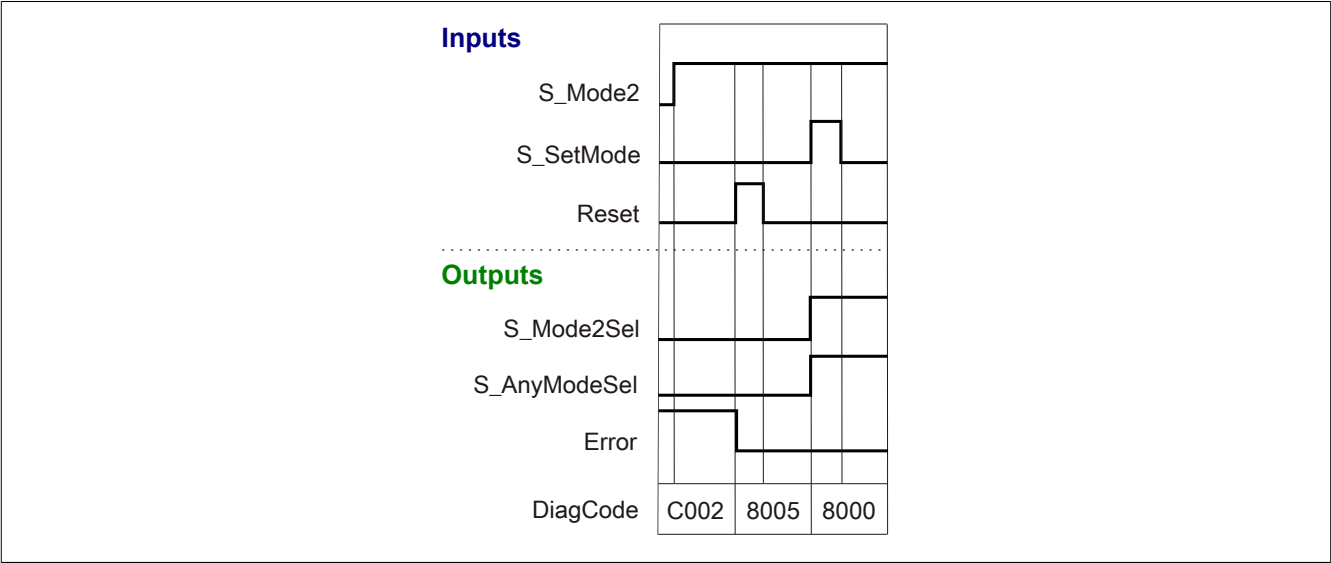 Inputs
S_Mode2
S_SetMode
Reset
Outputs
S_Mode2Sel
S_AnyModeSel
Error
DiagCode C002 8005 8000